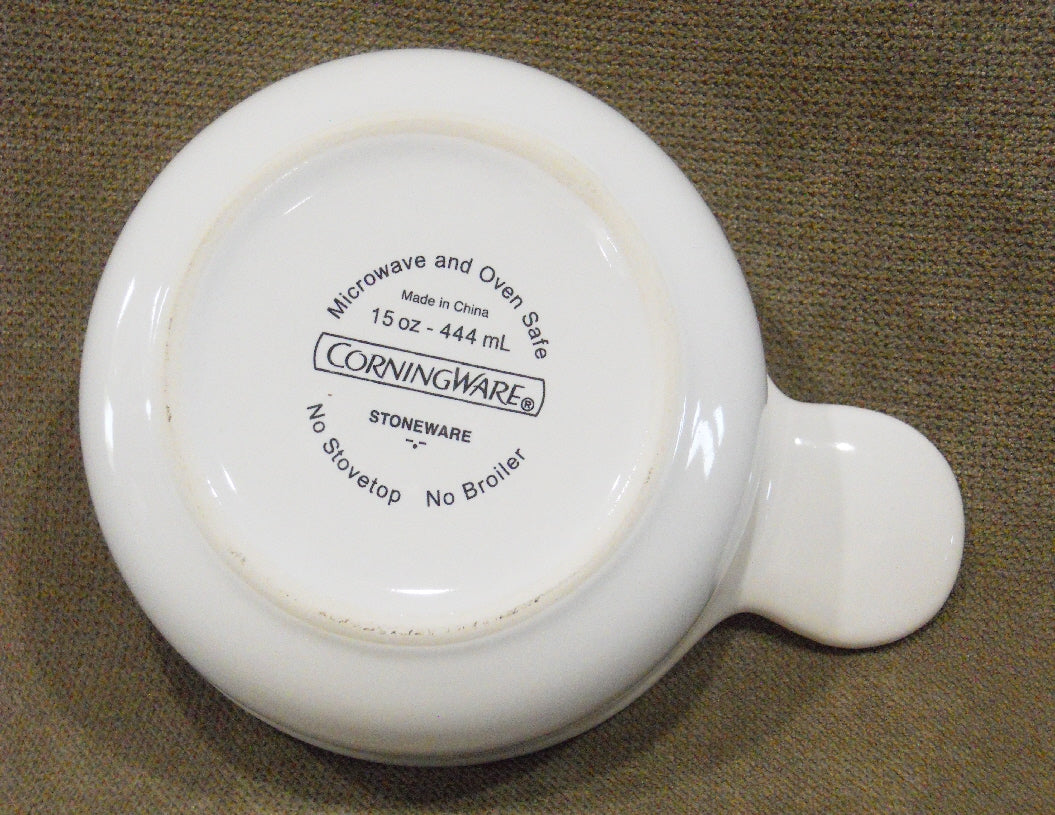 Microwave and Oven Safe
Made in China
15 oz - 444 mL
CORNINGWARE®
STONEWARE
No Stovetop No Broiler